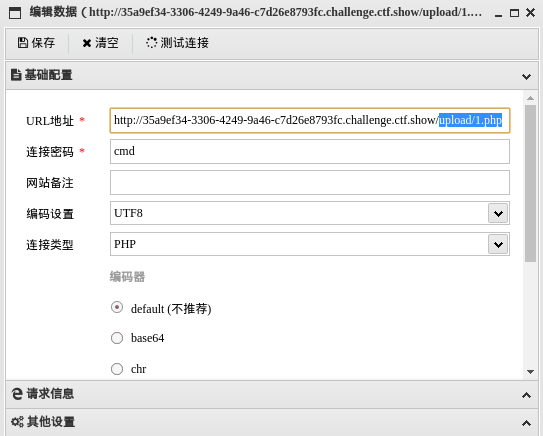 编辑数据 ( http://35a9ef34-3306-4249-9a46-c7d26e8793fc.challenge.ctf.show/upload/1....
保存 清空 测试连接
基础配置
URL地址 * http://35a9ef34-3306-4249-9a46-c7d26e8793fc.challenge.ctf.show/upload/1.php
连接密码 * cmd
网站备注
编码设置 UTF8
连接类型 PHP
编码器
default (不推荐)
base64
chr
请求信息
其他设置